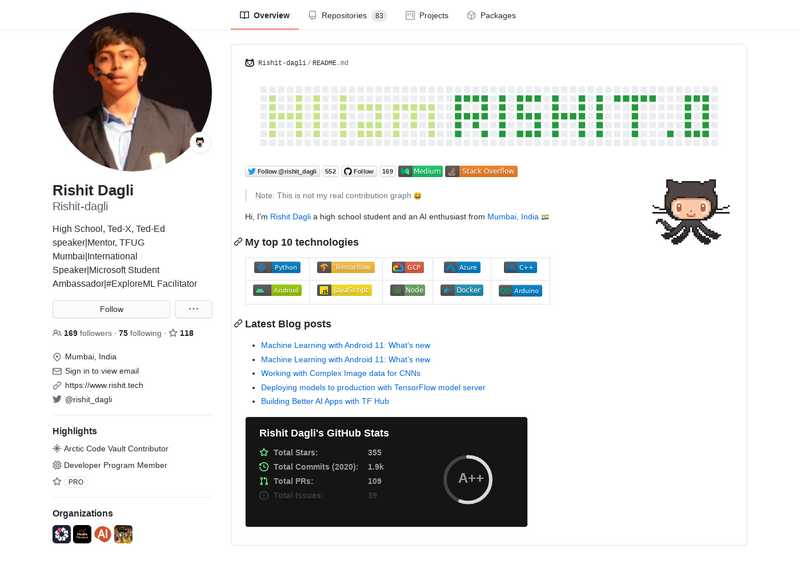 Overview
Repositories 83
Projects
Packages
Rishit Dagli
Rishit-dagli
High School, Ted-X, Ted-Ed
speaker|Mentor, TFUG
Mumbai|International
Speaker|Microsoft Student
Ambassador|#ExploreML Facilitator
Follow
169 followers · 75 following · 118
Mumbai, India
Sign in to view email
https://www.rishit.tech
@rishit_dagli
Highlights
Arctic Code Vault Contributor
Developer Program Member
PRO
Organizations
Rishit-dagli/README.md
Hi Iam RISHIT.D
Follow @rishit_dagli 552 Follow 169 Medium Stack Overflow
Note: This is not my real contribution graph
Hi, I'm Rishit Dagli a high school student and an AI enthusiast from Mumbai, India
My top 10 technologies
Python Tensorflow GCP Azure C++
Android JavaScript Node Docker Arduino
Latest Blog posts
Machine Learning with Android 11: What's new
Machine Learning with Android 11: What's new
Working with Complex Image data for CNNs
Deploying models to production with TensorFlow model server
Building Better AI Apps with TF Hub
Rishit Dagli's GitHub Stats
Total Stars: 355
Total Commits (2020): 1.9k
Total PRs: 109
Total Issues: 39
A++